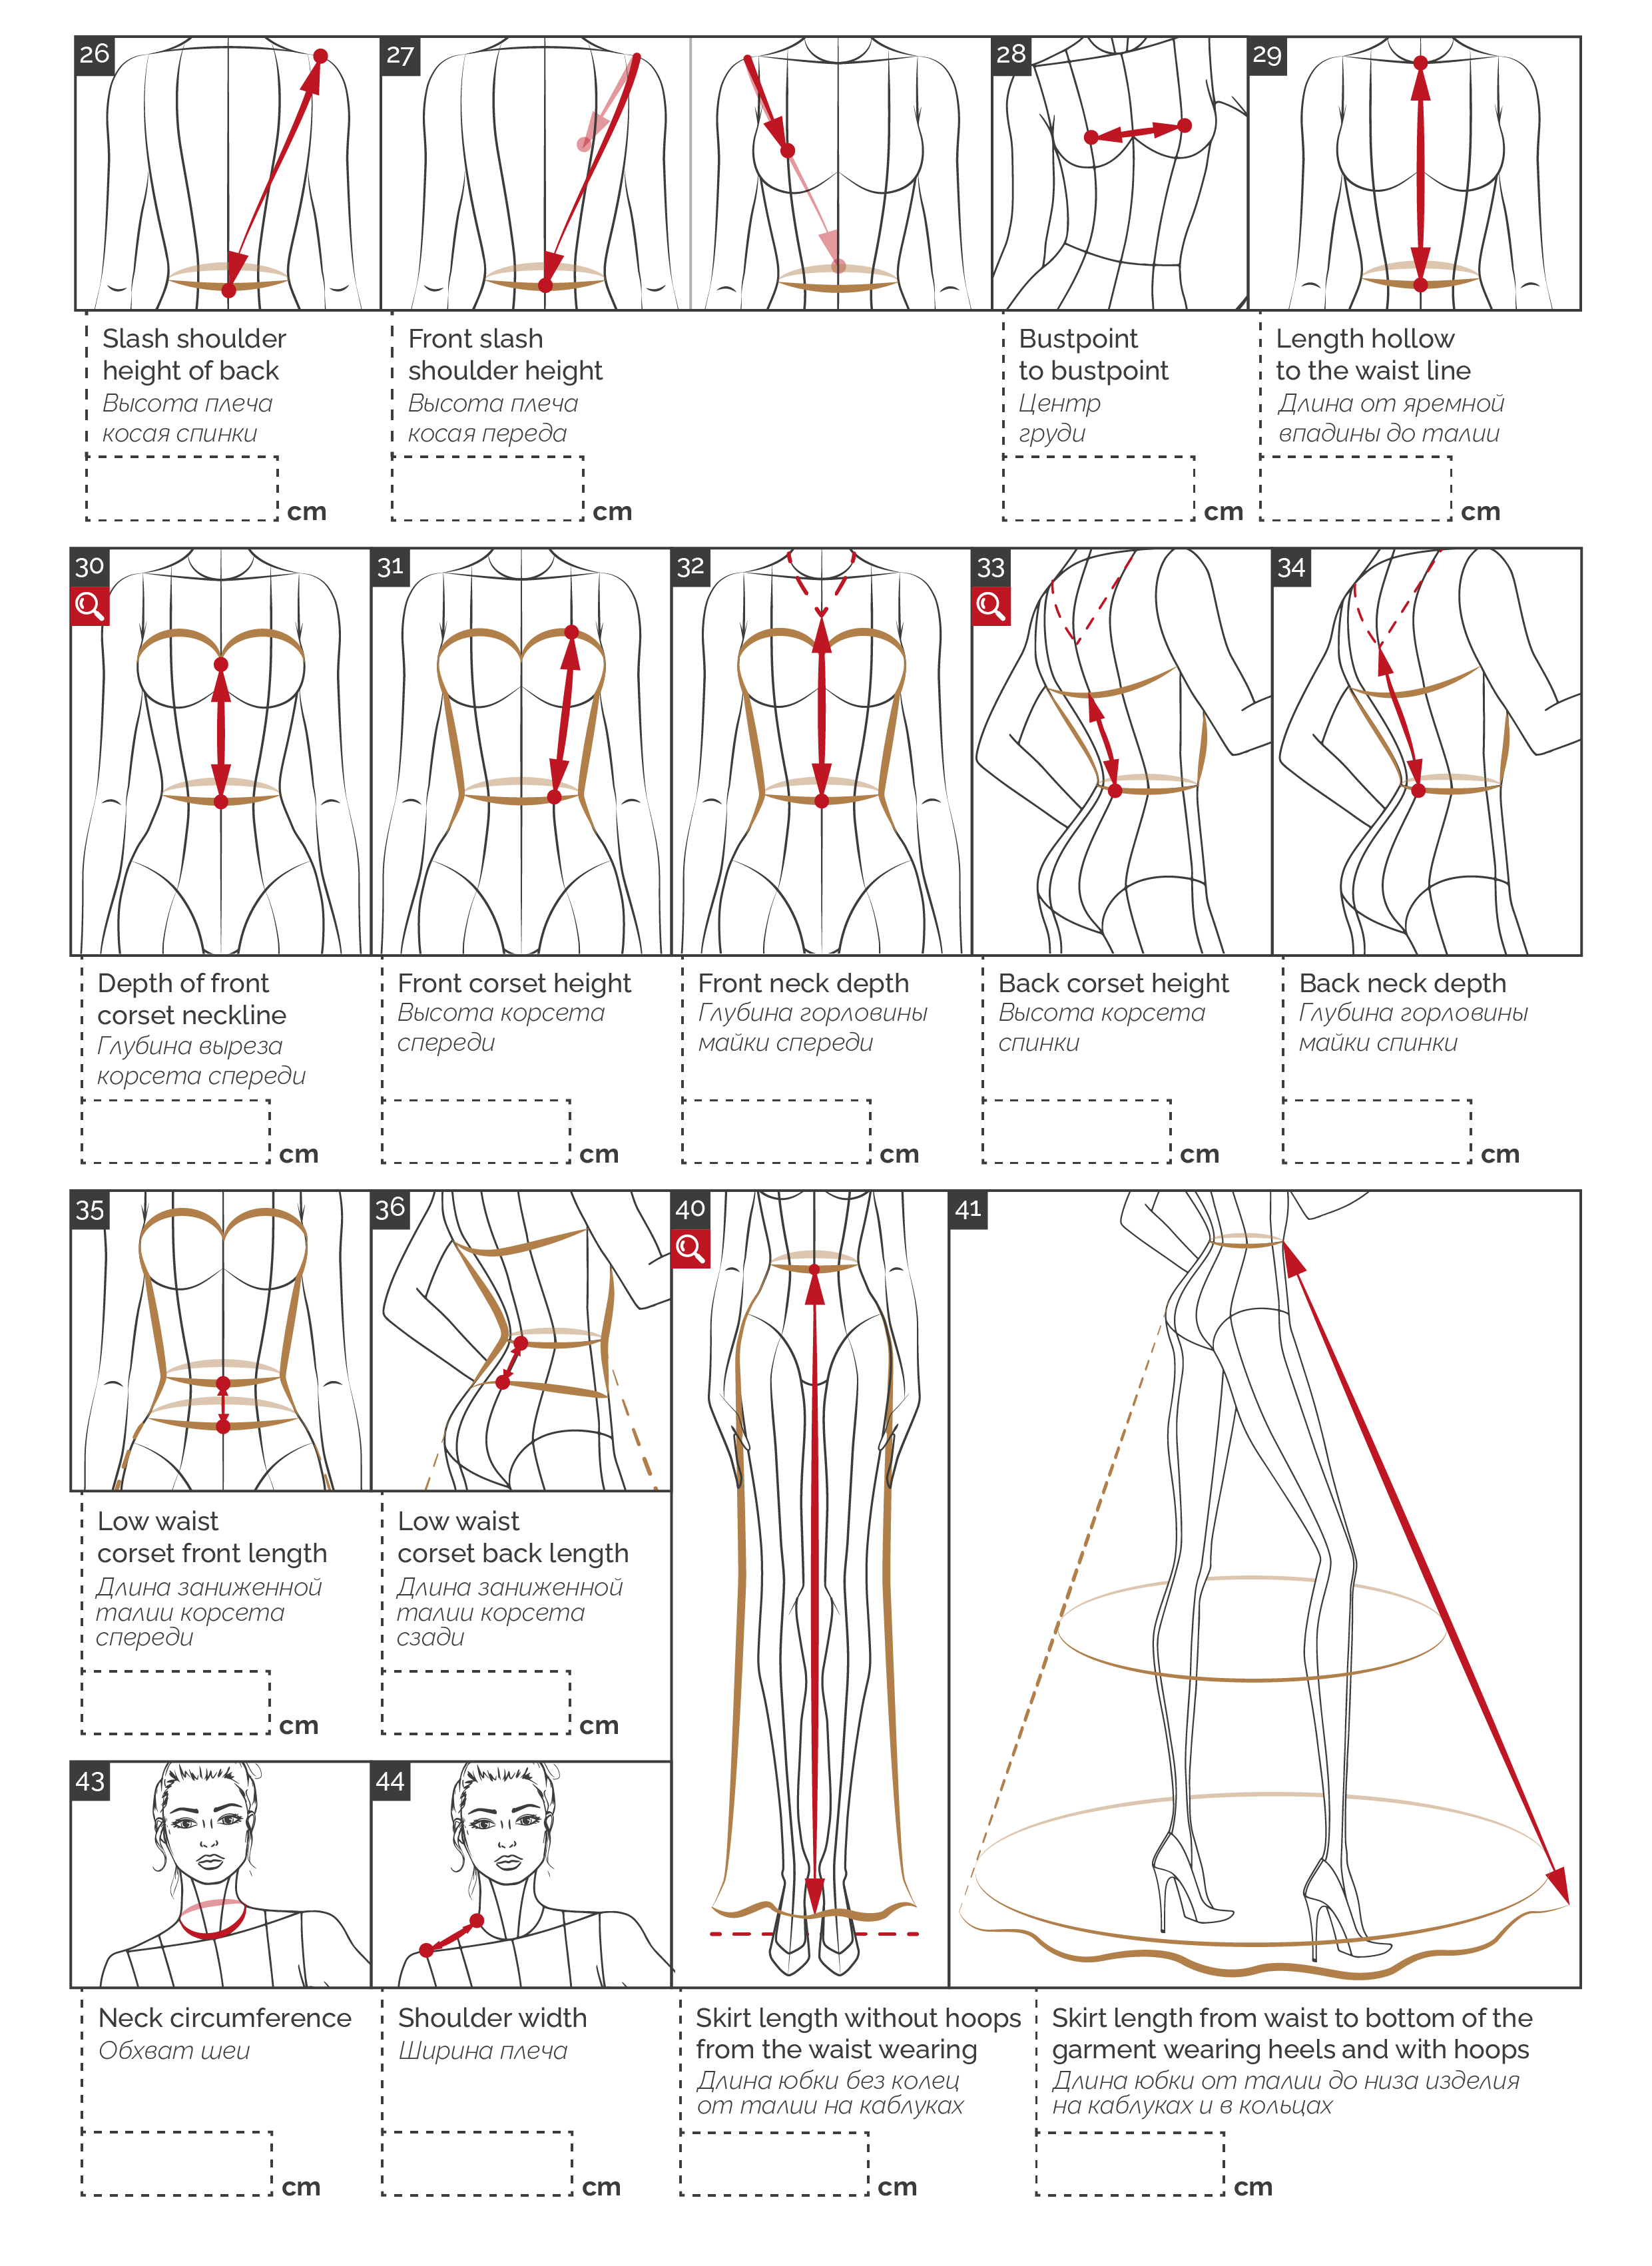 26
27
28
29
Slash shoulder
height of back
Высота плеча
косая спинки
cm
Front slash
shoulder height
Высота плеча
косая переда
cm
Bustpoint
to bustpoint
Центр
груди
cm
Length hollow
to the waist line
Длина от яремной
впадины до талии
cm
30
31
32
33
34
Depth of front
corset neckline
Глубина выреза
корсета спереди
cm
Front corset height
Высота корсета
спереди
cm
Front neck depth
Глубина горловины
майки спереди
cm
Back corset height
Высота корсета
спинки
cm
Back neck depth
Глубина горловины
майки спинки
cm
35
36
40
41
Low waist
corset front length
Длина заниженной
талии корсета
спереди
cm
Low waist
corset back length
Длина заниженной
талии корсета
сзади
cm
43
44
Neck circumference
Обхват шеи
cm
Shoulder width
Ширина плеча
cm
Skirt length without hoops
from the waist wearing
Длина юбки без колец
от талии на каблуках
cm
Skirt length from waist to bottom of the
garment wearing heels and with hoops
Длина юбки от талии до низа изделия
на каблуках и в кольцах
cm